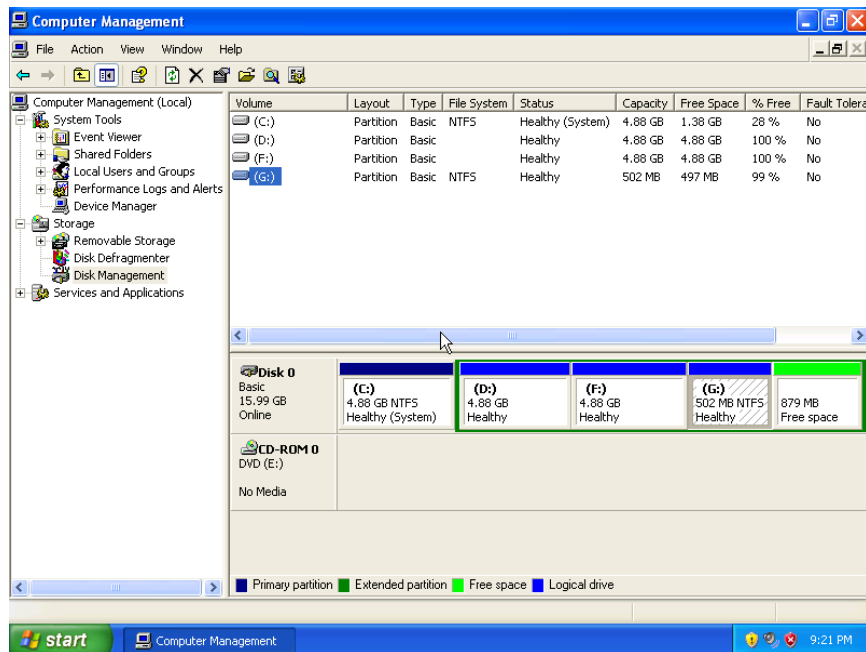 Computer Management
File Action View Window Help
Computer Management (Local)
System Tools
Event Viewer
Shared Folders
Local Users and Groups
Performance Logs and Alerts
Device Manager
Storage
Removable Storage
Disk Defragmenter
Disk Management
Services and Applications
Volume Layout Type File System Status Capacity Free Space % Free Fault Tolera
(C:) Partition Basic NTFS Healthy (System) 4.88 GB 1.38 GB 28 % No
(D:) Partition Basic Healthy 4.88 GB 4.88 GB 100 % No
(F:) Partition Basic Healthy 4.88 GB 4.88 GB 100 % No
(G:) Partition Basic NTFS Healthy 502 MB 497 MB 99 % No
Disk 0
Basic
15.99 GB
Online
(C:)
4.88 GB NTFS
Healthy (System)
(D:)
4.88 GB
Healthy
(F:)
4.88 GB
Healthy
(G:)
502 MB NTFS
Healthy
879 MB
Free space
CD-ROM 0
DVD (E:)
No Media
Primary partition Extended partition Free space Logical drive
start Computer Management 9:21 PM